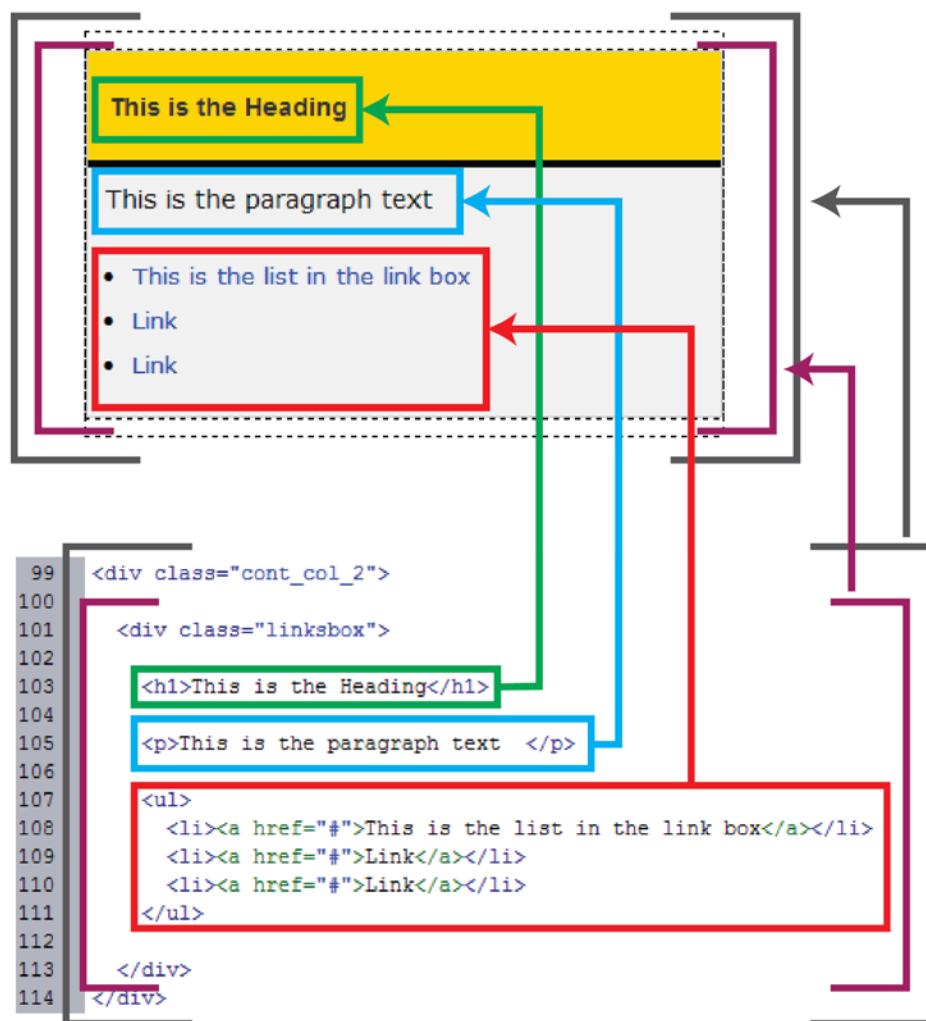 This is the Heading
This is the paragraph text
• This is the list in the link box
• Link
• Link
99 <div class="cont_col_2">
100
101 <div class="linksbox">
102
103 <h1>This is the Heading</h1>
104
105 <p>This is the paragraph text  </p>
106
107 <ul>
108 <li><a href="#">This is the list in the link box</a></li>
109 <li><a href="#">Link</a></li>
110 <li><a href="#">Link</a></li>
111 </ul>
112
113 </div>
114 </div>